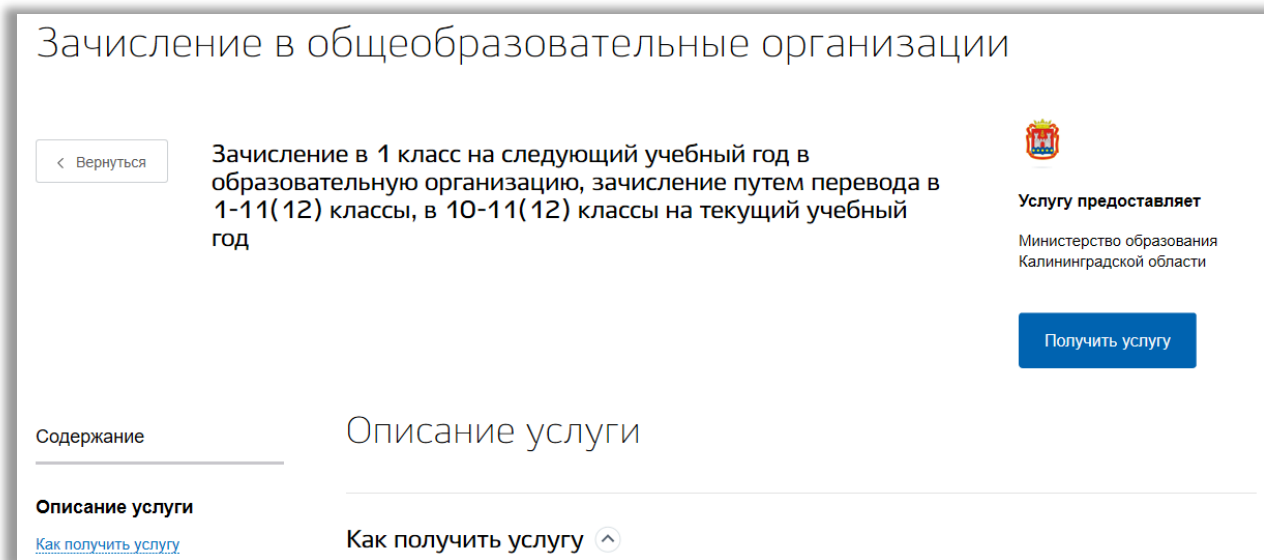 Зачисление в общеобразовательные организации
Вернуться
Зачисление в 1 класс на следующий учебный год в
образовательную организацию, зачисление путем перевода в
1-11(12) классы, в 10-11(12) классы на текущий учебный
год
Услугу предоставляет
Министерство образования
Калининградской области
Получить услугу
Содержание
Описание услуги
Как получить услугу
Описание услуги
Как получить услугу